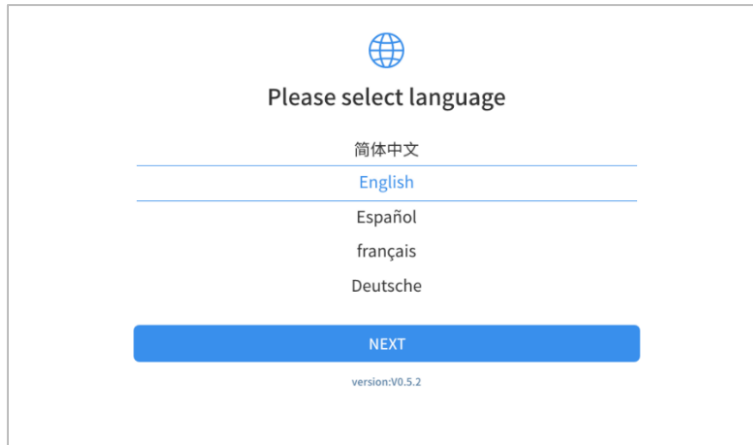 Please select language
简体中文
English
Español
français
Deutsche
NEXT
version:V0.5.2